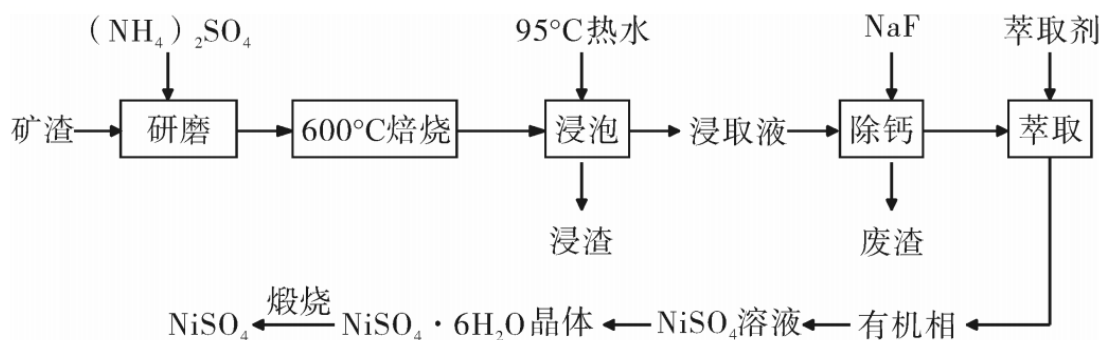 (NH₄)₂SO₄
95°C热水
NaF
萃取剂
矿渣
研磨
600°C焙烧
浸泡
浸取液
除钙
萃取
浸渣
废渣
NiSO₄
煅烧
NiSO₄·6H₂O晶体
NiSO₄溶液
有机相